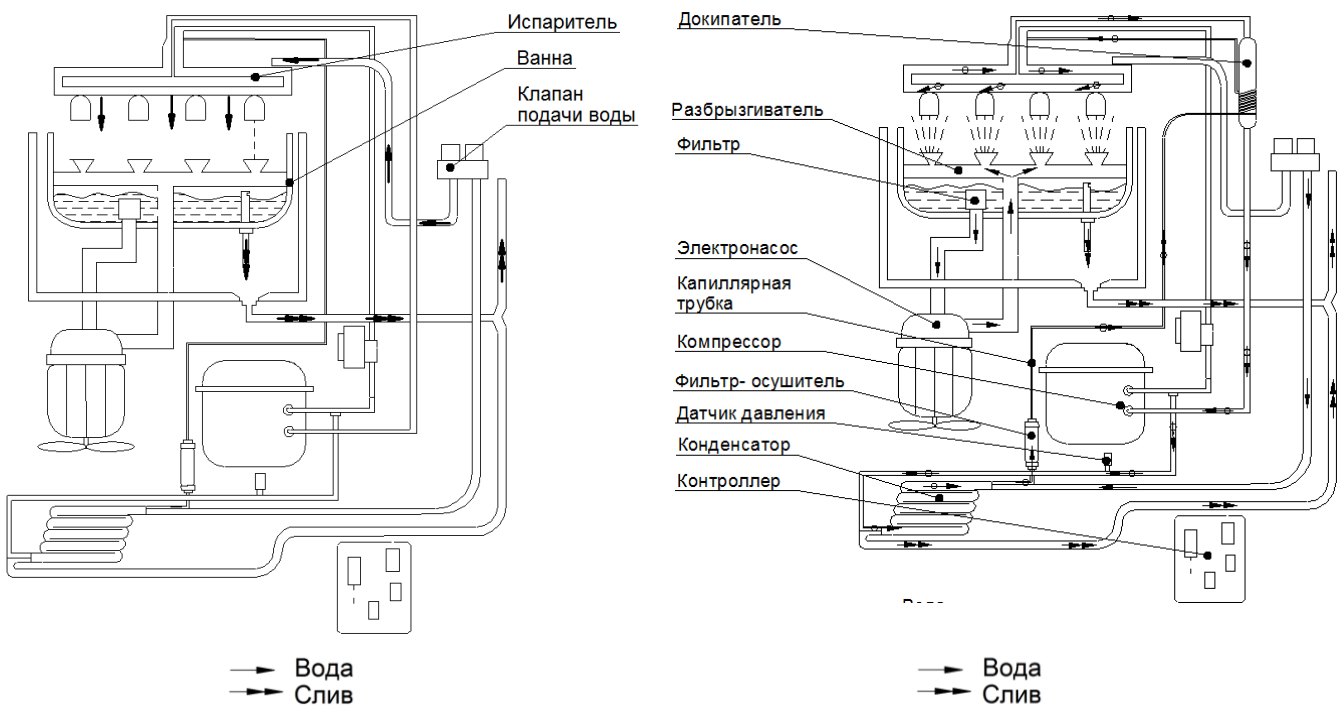 Испаритель
Ванна
Клапан
подачи воды
Вода
Слив
Докипатель
Разбрызгиватель
Фильтр
Электронасос
Капиллярная
трубка
Компрессор
Фильтр- осушитель
Датчик давления
Конденсатор
Контроллер
Вода
Слив